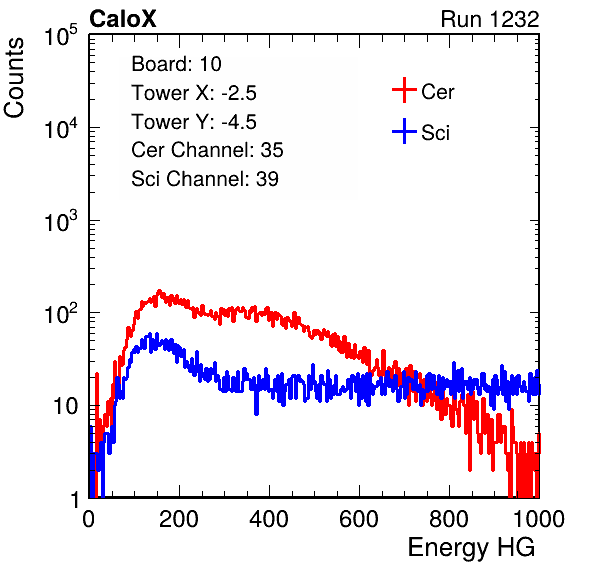 CaloX Run 1232
Counts
Board: 10
Tower X: -2.5
Tower Y: -4.5
Cer Channel: 35
Sci Channel: 39
Cer
Sci
10^5
10^4
10^3
10^2
10
1
0 200 400 600 800 1000
Energy HG